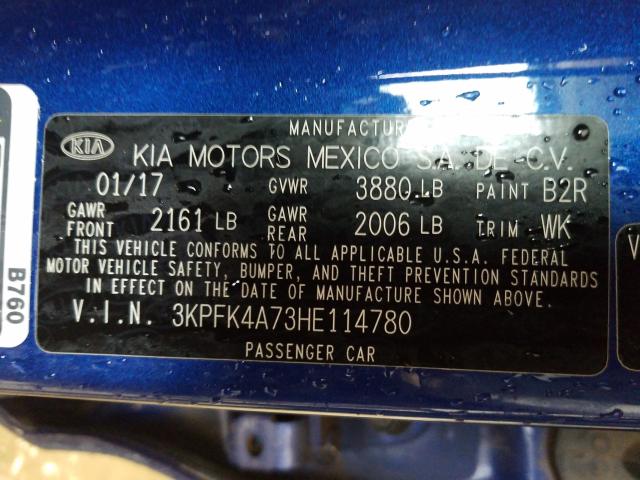 MANUFACTUR
KIA KIA MOTORS MEXICO S.A. DE C.V.
01/17 GVWR 3880 LB PAINT B2R
GAWR FRONT 2161 LB GAWR REAR 2006 LB TRIM WK
THIS VEHICLE CONFORMS TO ALL APPLICABLE U.S.A. FEDERAL
MOTOR VEHICLE SAFETY, BUMPER, AND THEFT PREVENTION STANDARDS
IN EFFECT ON THE DATE OF MANUFACTURE SHOWN ABOVE.
V.I.N. 3KPFK4A73HE114780
PASSENGER CAR
B760
V